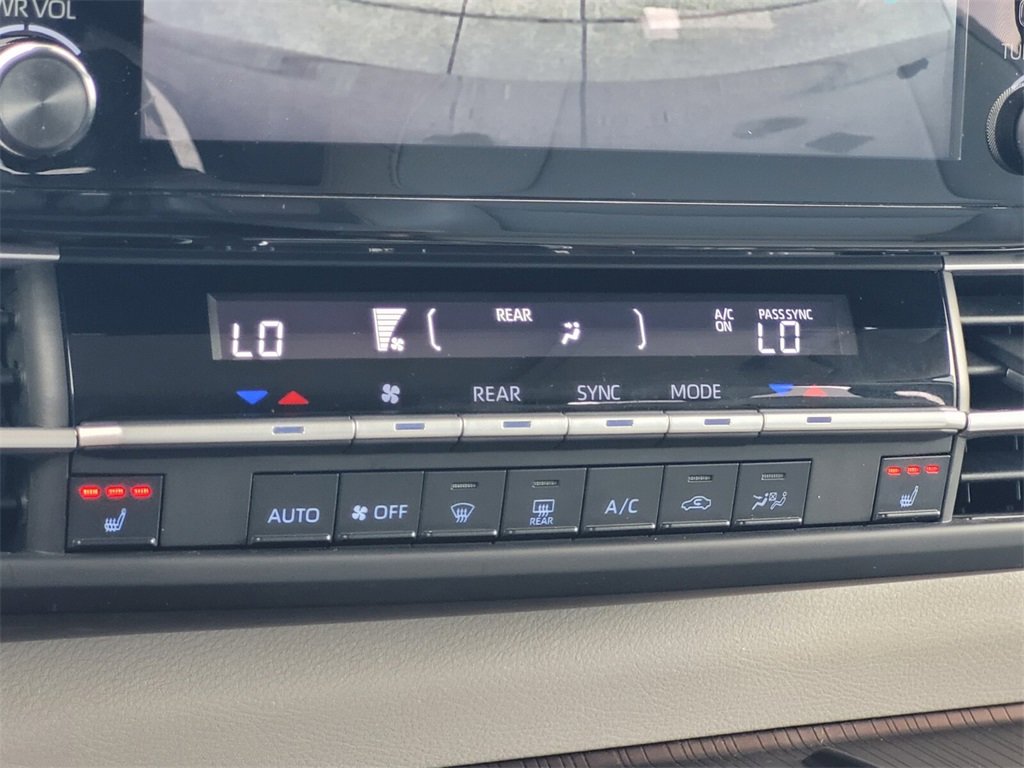 VOL
REAR
A/C
ON
PASS SYNC
LO
LO
REAR
SYNC
MODE
AUTO
OFF
REAR
A/C